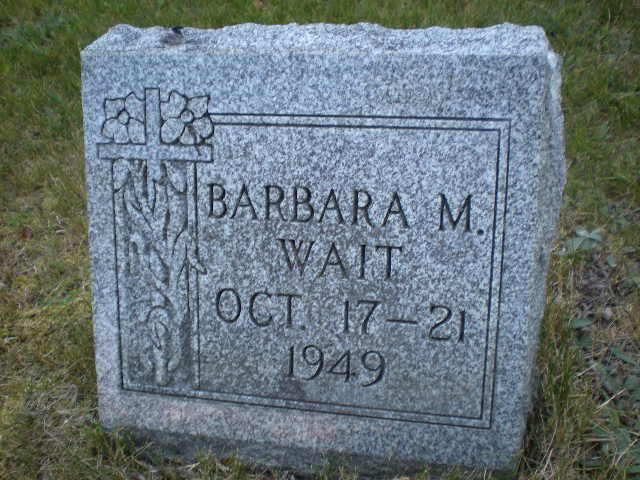 BARBARA M.
WAIT
OCT. 17-21
1949